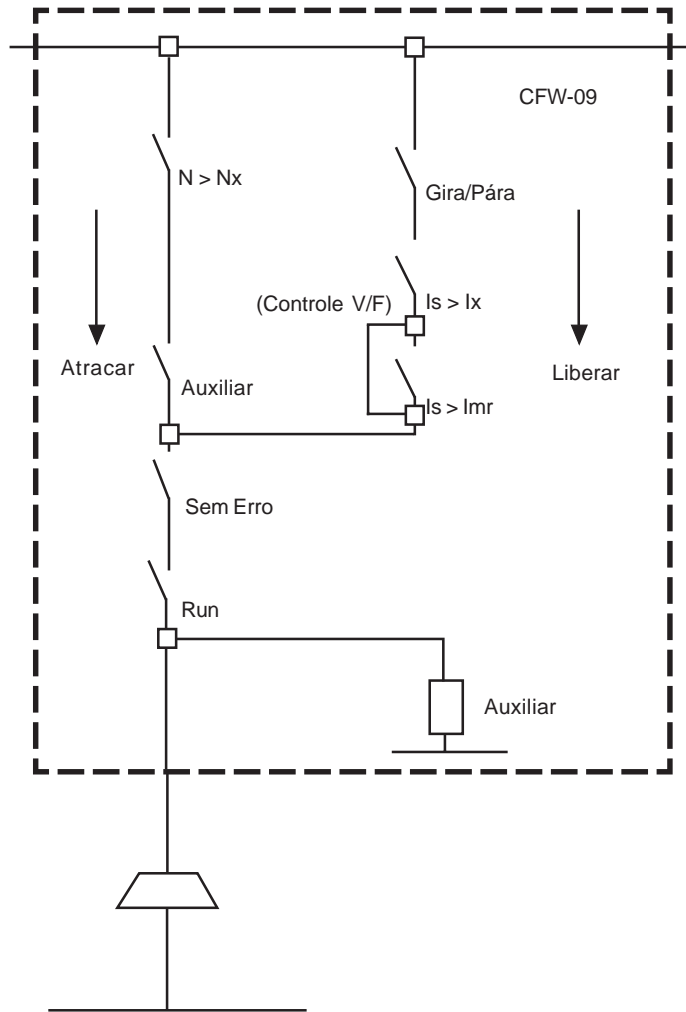 CFW-09
N > Nx
Gira/Pára
(Controle V/F)
Is > Ix
Atracar
Auxiliar
Liberar
Is > Imr
Sem Erro
Run
Auxiliar